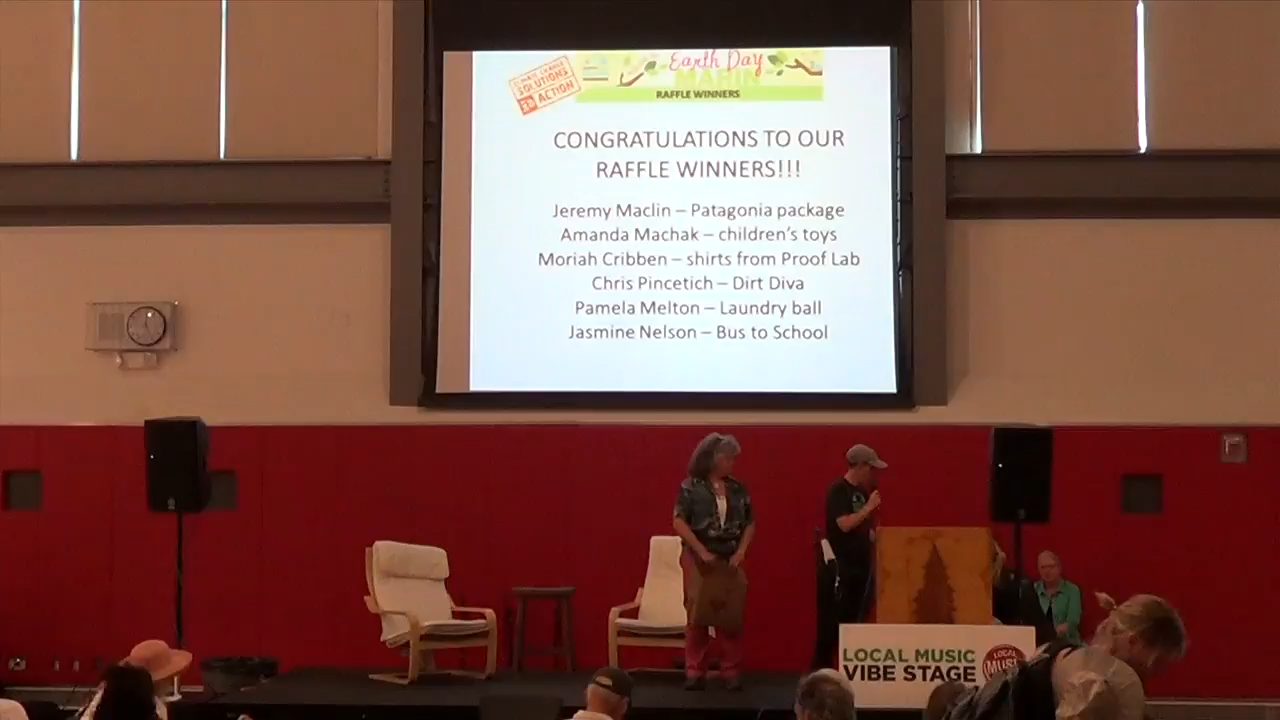 CLIMATE CHANGE
SOLUTIONS
IN ACTION
Earth Day
MARIN
RAFFLE WINNERS
CONGRATULATIONS TO OUR
RAFFLE WINNERS!!!
Jeremy Maclin – Patagonia package
Amanda Machak – children's toys
Moriah Cribben – shirts from Proof Lab
Chris Pincetich – Dirt Diva
Pamela Melton – Laundry ball
Jasmine Nelson – Bus to School
LOCAL MUSIC
VIBE STAGE
LOCAL
MUSIC